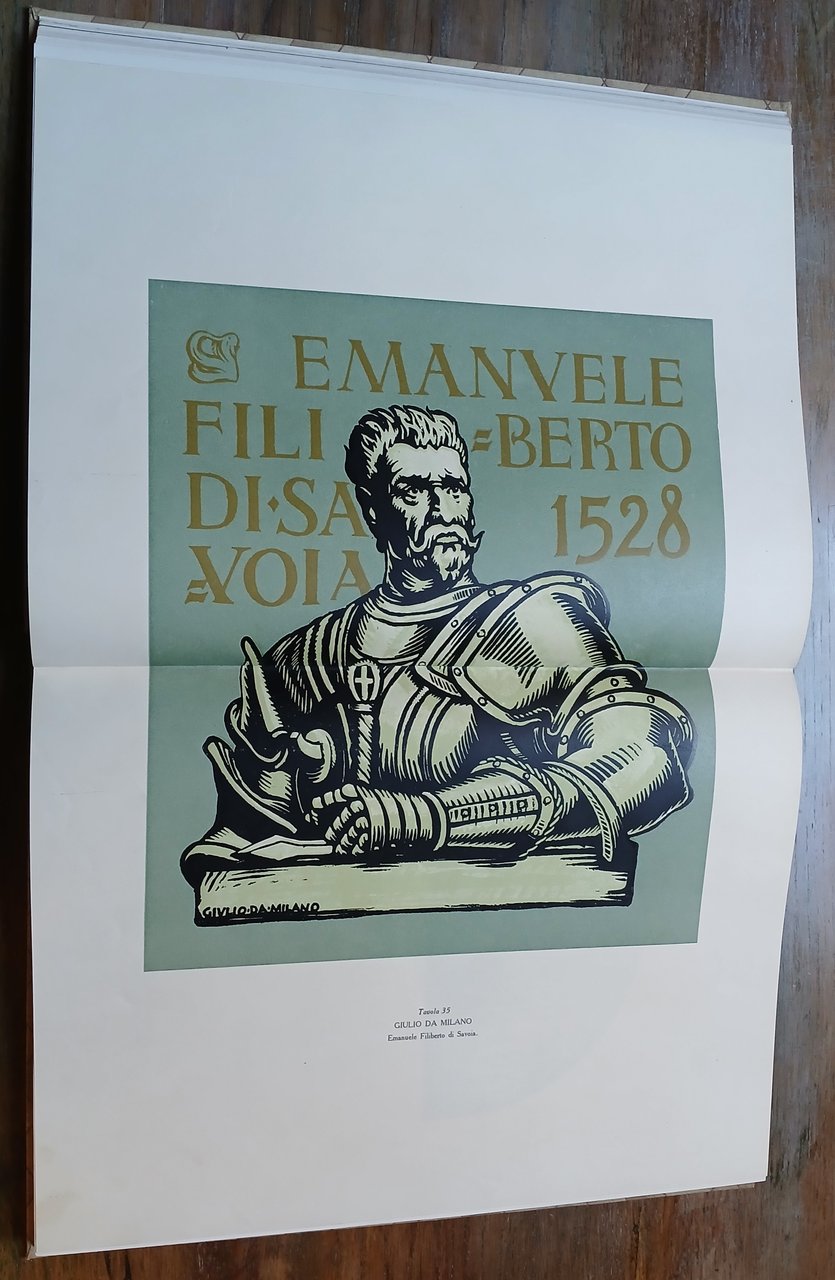 EMANVELE
FILI =BERTO
DI·SA 1528
=VOIA
GIVLIO·DA·MILANO
Tavola 35
GIULIO DA MILANO
Emanuele Filiberto di Savoia.